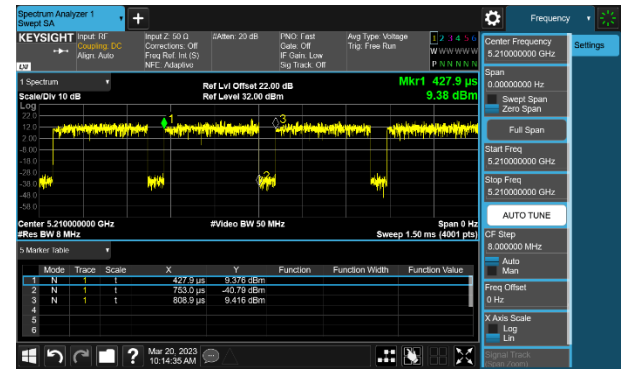 Spectrum Analyzer 1
Swept SA
Frequency
KEYSIGHT
Input: RF
Coupling: DC
Align: Auto
Input Z: 50 Ω
Corrections: Off
Freq Ref: Int (S)
NFE: Adaptive
#Atten: 20 dB
PNO: Fast
Gate: Off
IF Gain: Low
Sig Track: Off
Avg Type: Voltage
Trig: Free Run
1 2 3 4 5 6
W W W W W W
P N N N N N
1 Spectrum
Scale/Div 10 dB
Ref Lvl Offset 22.00 dB
Ref Level 32.00 dBm
Mkr1 427.9 µs
9.38 dBm
Log
22.0
12.0
2.00
-8.00
-18.0
-28.0
-38.0
-48.0
-58.0
1
2
3
Center 5.210000000 GHz
#Res BW 8 MHz
#Video BW 50 MHz
Span 0 Hz
Sweep 1.50 ms (4001 pts)
5 Marker Table
Mode Trace Scale X Y Function Function Width Function Value
1 N 1 t 427.9 µs 9.376 dBm
2 N 1 t 753.0 µs -40.79 dBm
3 N 1 t 808.9 µs 9.416 dBm
4
5
6
Mar 20, 2023
10:14:35 AM
Center Frequency
5.210000000 GHz
Settings
Span
0.00000000 Hz
Swept Span
Zero Span
Full Span
Start Freq
5.210000000 GHz
Stop Freq
5.210000000 GHz
AUTO TUNE
CF Step
8.000000 MHz
Auto
Man
Freq Offset
0 Hz
X Axis Scale
Log
Lin
Signal Track
(Span Zoom)